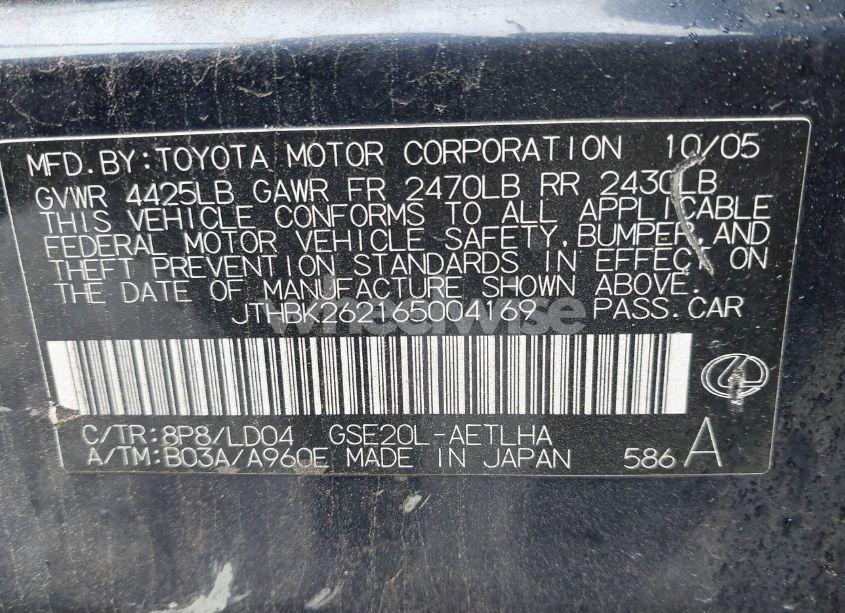 MFD.BY:TOYOTA MOTOR CORPORATION 10/05
GVWR 4425LB GAWR FR 2470LB RR 2430LB
THIS VEHICLE CONFORMS TO ALL APPLICABLE
FEDERAL MOTOR VEHICLE SAFETY, BUMPER, AND
THEFT PREVENTION STANDARDS IN EFFECT ON
THE DATE OF MANUFACTURE SHOWN ABOVE.
JTHBK262165004169 PASS.CAR
wheelwise
C/TR:8P8/LD04 GSE20L-AETLHA
A/TM:B03A/A960E MADE IN JAPAN 586 A